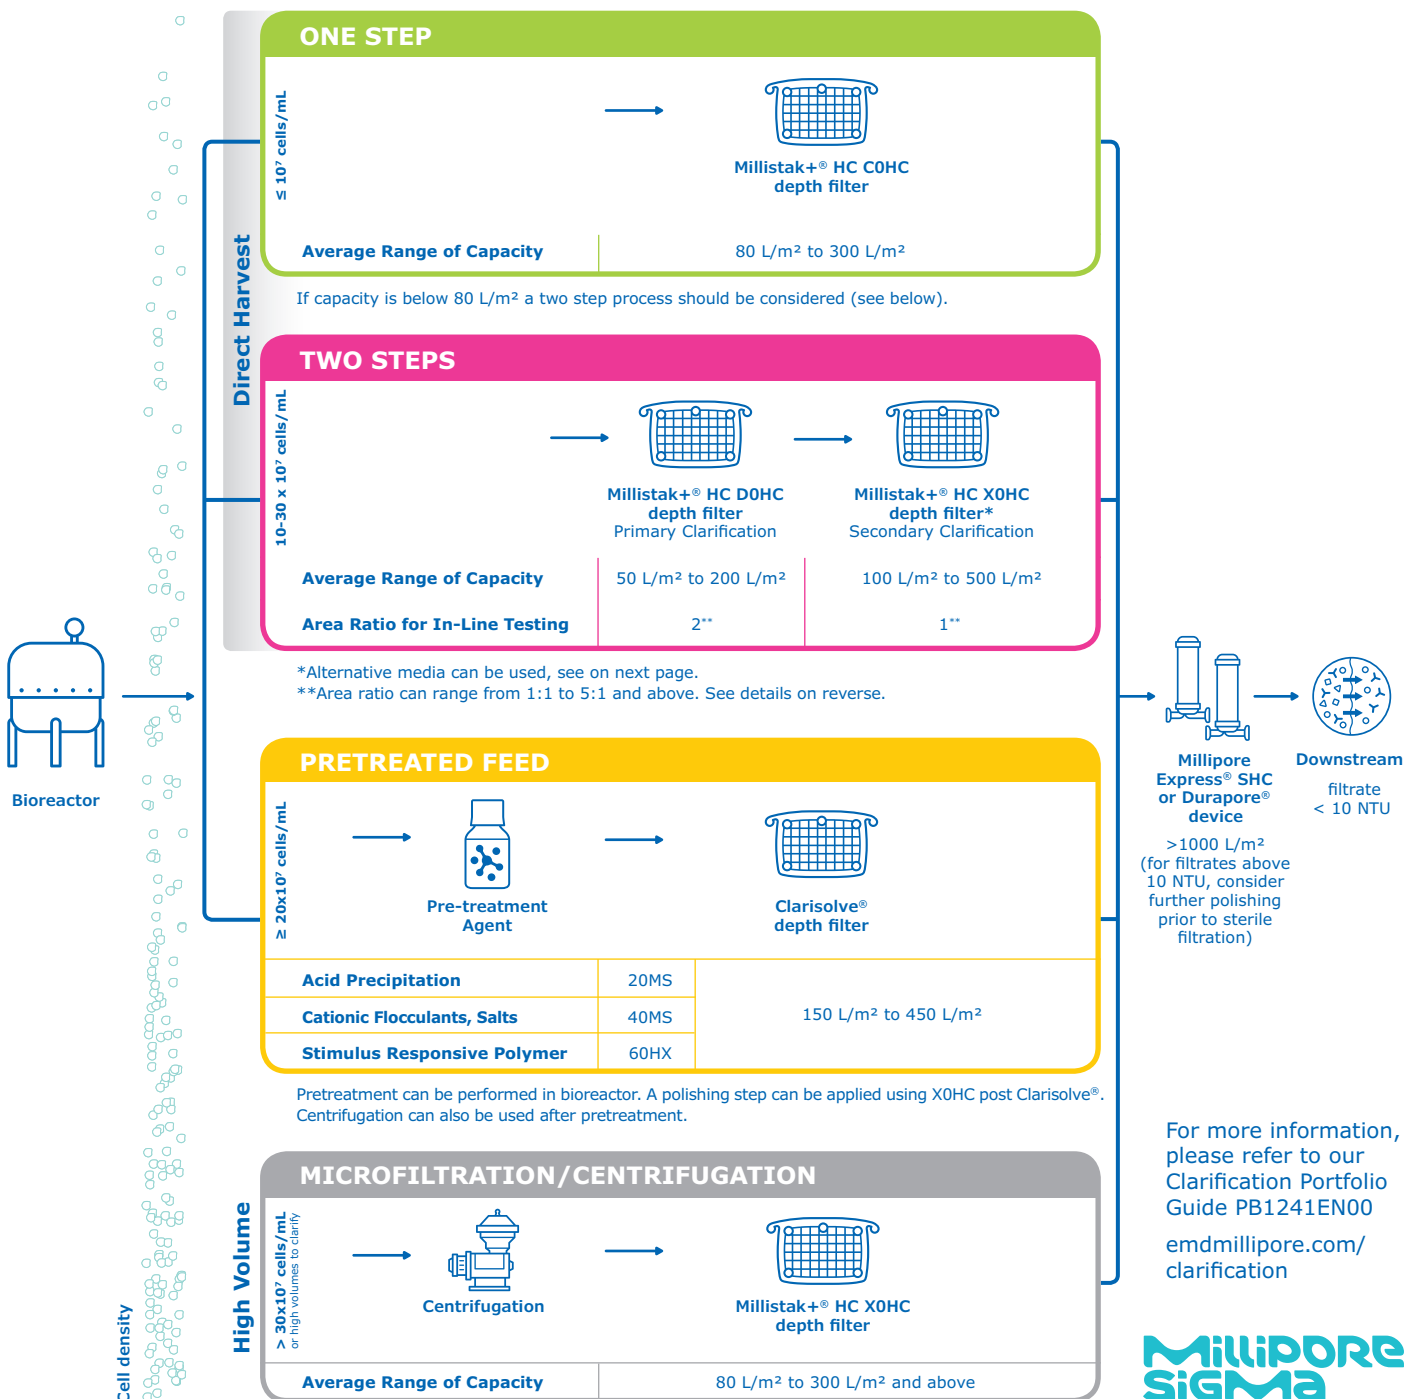 ONE STEP
≤ 10⁷ cells/mL
Millistak+® HC C0HC
depth filter
Average Range of Capacity
80 L/m² to 300 L/m²
If capacity is below 80 L/m² a two step process should be considered (see below).
Direct Harvest
TWO STEPS
10-30 x 10⁷ cells/mL
Millistak+® HC D0HC
depth filter
Primary Clarification
Millistak+® HC X0HC
depth filter*
Secondary Clarification
Average Range of Capacity
50 L/m² to 200 L/m²
100 L/m² to 500 L/m²
Area Ratio for In-Line Testing
2**
1**
*Alternative media can be used, see on next page.
**Area ratio can range from 1:1 to 5:1 and above. See details on reverse.
Bioreactor
PRETREATED FEED
≥ 20x10⁷ cells/mL
Pre-treatment
Agent
Clarisolve®
depth filter
Acid Precipitation
20MS
Cationic Flocculants, Salts
40MS
Stimulus Responsive Polymer
60HX
150 L/m² to 450 L/m²
Pretreatment can be performed in bioreactor. A polishing step can be applied using X0HC post Clarisolve®.
Centrifugation can also be used after pretreatment.
High Volume
MICROFILTRATION/CENTRIFUGATION
> 30x10⁷ cells/mL
or high volumes to clarify
Centrifugation
Millistak+® HC X0HC
depth filter
Average Range of Capacity
80 L/m² to 300 L/m² and above
Cell density
Millipore
Express® SHC
or Durapore®
device
>1000 L/m²
(for filtrates above
10 NTU, consider
further polishing
prior to sterile
filtration)
Downstream
filtrate
< 10 NTU
For more information,
please refer to our
Clarification Portfolio
Guide PB1241EN00
emdmillipore.com/
clarification
Millipore
Sigma